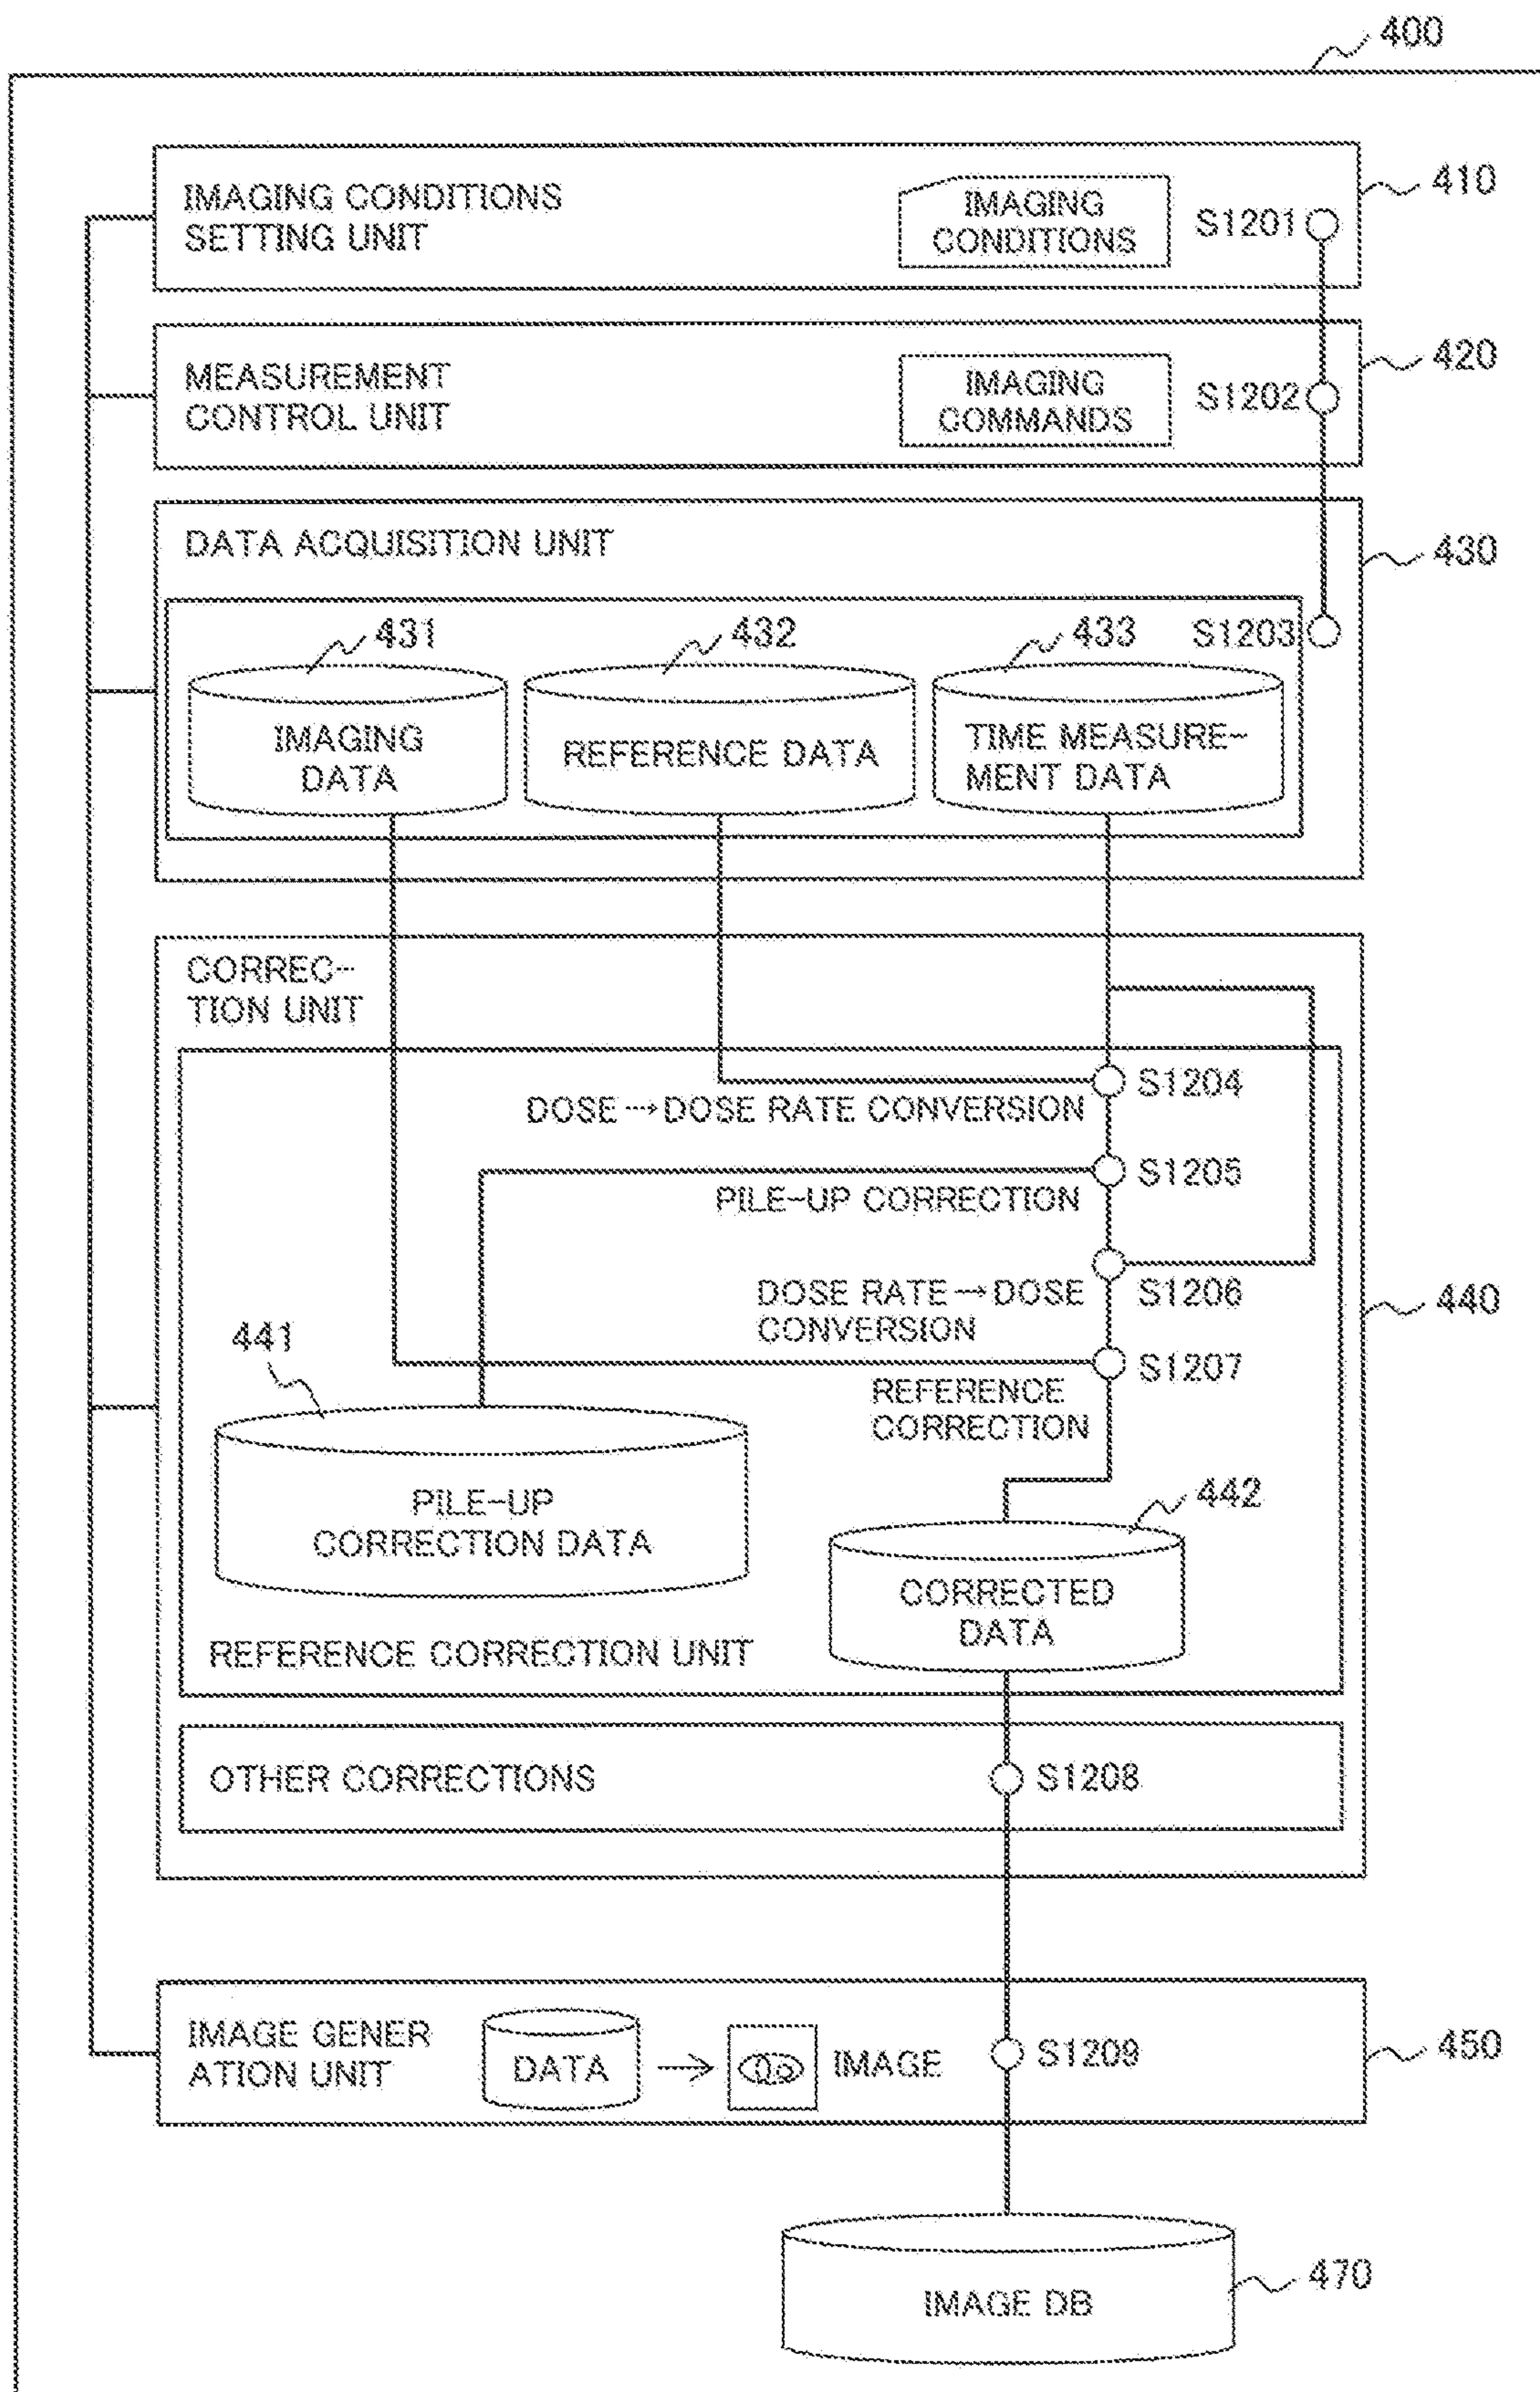 400
IMAGING CONDITIONS
SETTING UNIT
IMAGING
CONDITIONS
S1201
410
MEASUREMENT
CONTROL UNIT
IMAGING
COMMANDS
S1202
420
DATA ACQUISITION UNIT
430
431
432
433
S1203
IMAGING
DATA
REFERENCE DATA
TIME MEASURE-
MENT DATA
CORREC-
TION UNIT
S1204
DOSE→DOSE RATE CONVERSION
S1205
PILE-UP CORRECTION
DOSE RATE→DOSE
CONVERSION
S1206
440
441
S1207
REFERENCE
CORRECTION
PILE-UP
CORRECTION DATA
442
CORRECTED
DATA
REFERENCE CORRECTION UNIT
OTHER CORRECTIONS
S1208
IMAGE GENER
ATION UNIT
DATA
IMAGE
S1209
450
IMAGE DB
470